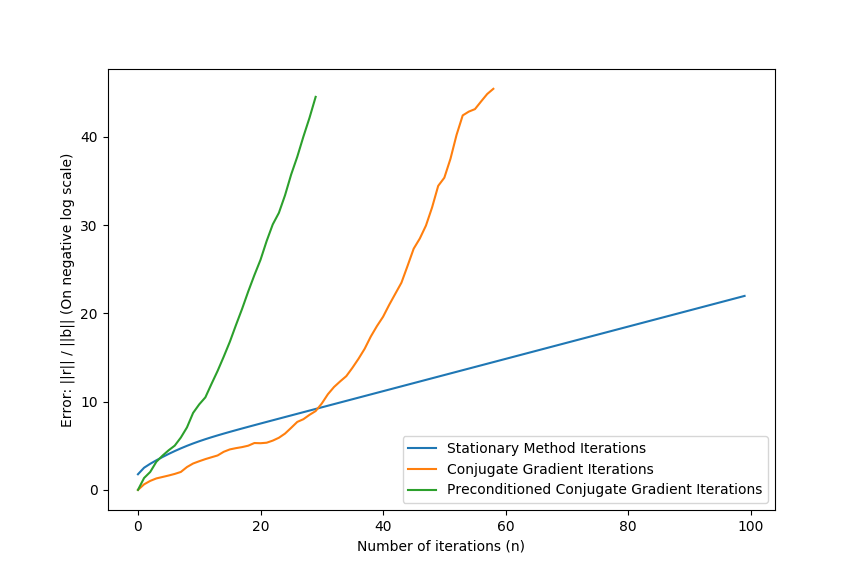 40
30
20
10
0
Error: ||r|| / ||b|| (On negative log scale)
Stationary Method Iterations
Conjugate Gradient Iterations
Preconditioned Conjugate Gradient Iterations
0 20 40 60 80 100
Number of iterations (n)